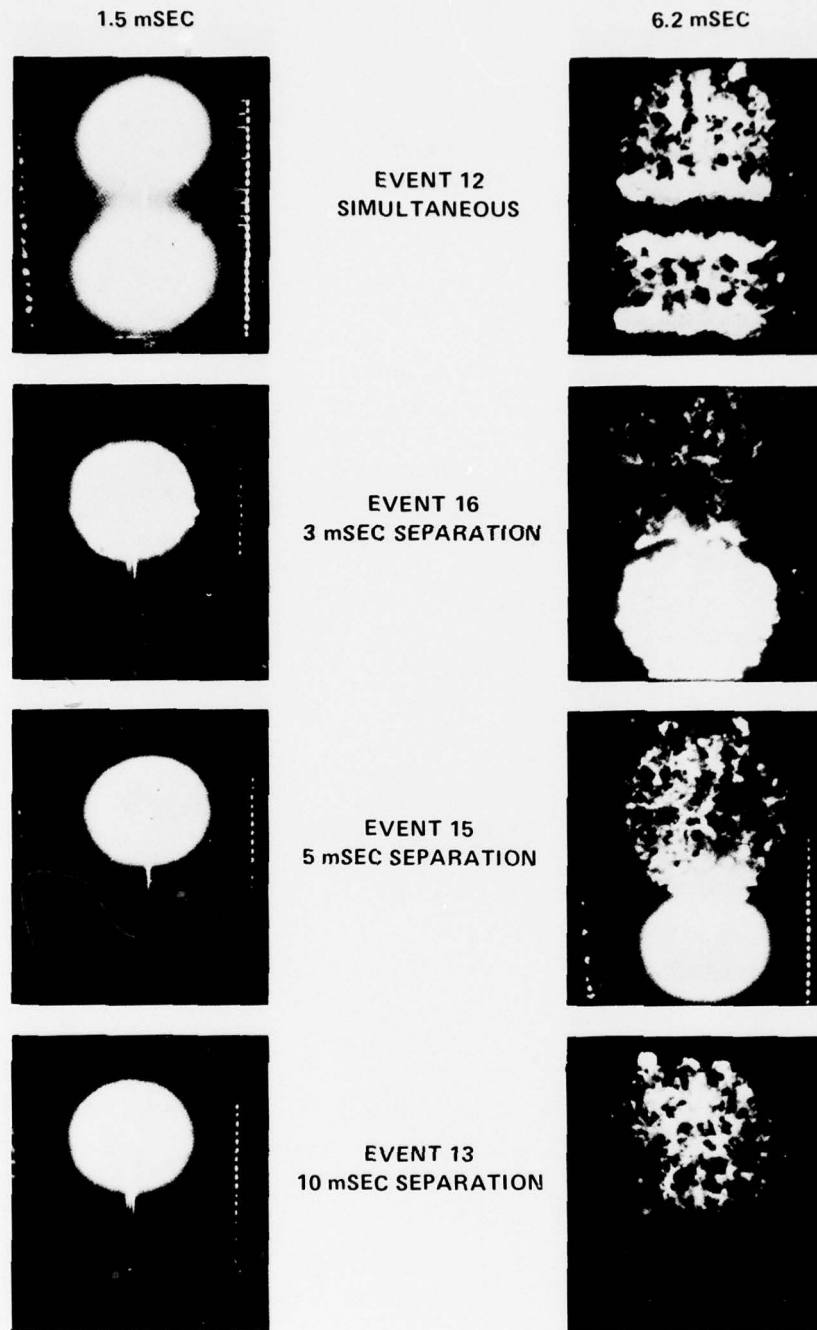 1.5 mSEC
6.2 mSEC
EVENT 12
SIMULTANEOUS
EVENT 16
3 mSEC SEPARATION
EVENT 15
5 mSEC SEPARATION
EVENT 13
10 mSEC SEPARATION